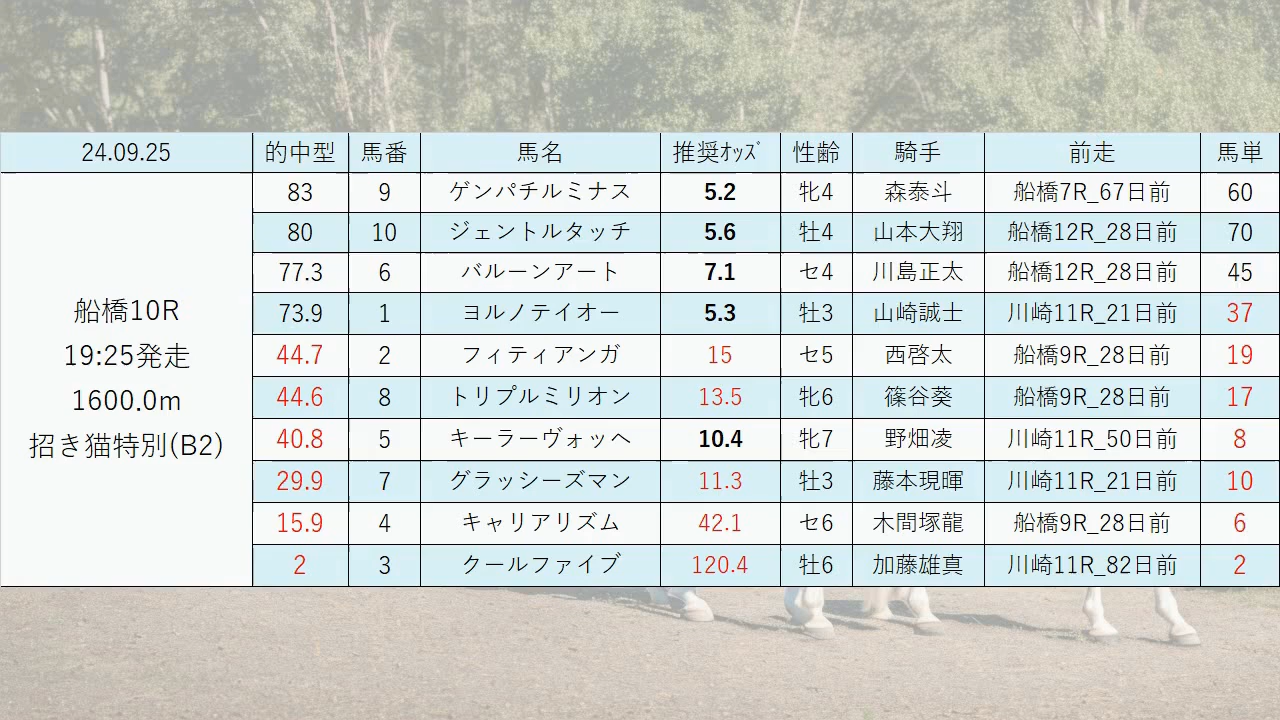 24.09.25 的中型 馬番 馬名 推奨ｵｯｽﾞ 性齢 騎手 前走 馬単
83 9 ゲンパチルミナス 5.2 牝4 森泰斗 船橋7R_67日前 60
80 10 ジェントルタッチ 5.6 牡4 山本大翔 船橋12R_28日前 70
77.3 6 バルーンアート 7.1 セ4 川島正太 船橋12R_28日前 45
73.9 1 ヨルノテイオー 5.3 牡3 山崎誠士 川崎11R_21日前 37
44.7 2 フィティアンガ 15 セ5 西啓太 船橋9R_28日前 19
44.6 8 トリプルミリオン 13.5 牝6 篠谷葵 船橋9R_28日前 17
40.8 5 キーラーヴォッヘ 10.4 牝7 野畑凌 川崎11R_50日前 8
29.9 7 グラッシーズマン 11.3 牡3 藤本現暉 川崎11R_21日前 10
15.9 4 キャリアリズム 42.1 セ6 木間塚龍 船橋9R_28日前 6
2 3 クールファイブ 120.4 牡6 加藤雄真 川崎11R_82日前 2
船橋10R
19:25発走
1600.0m
招き猫特別(B2)